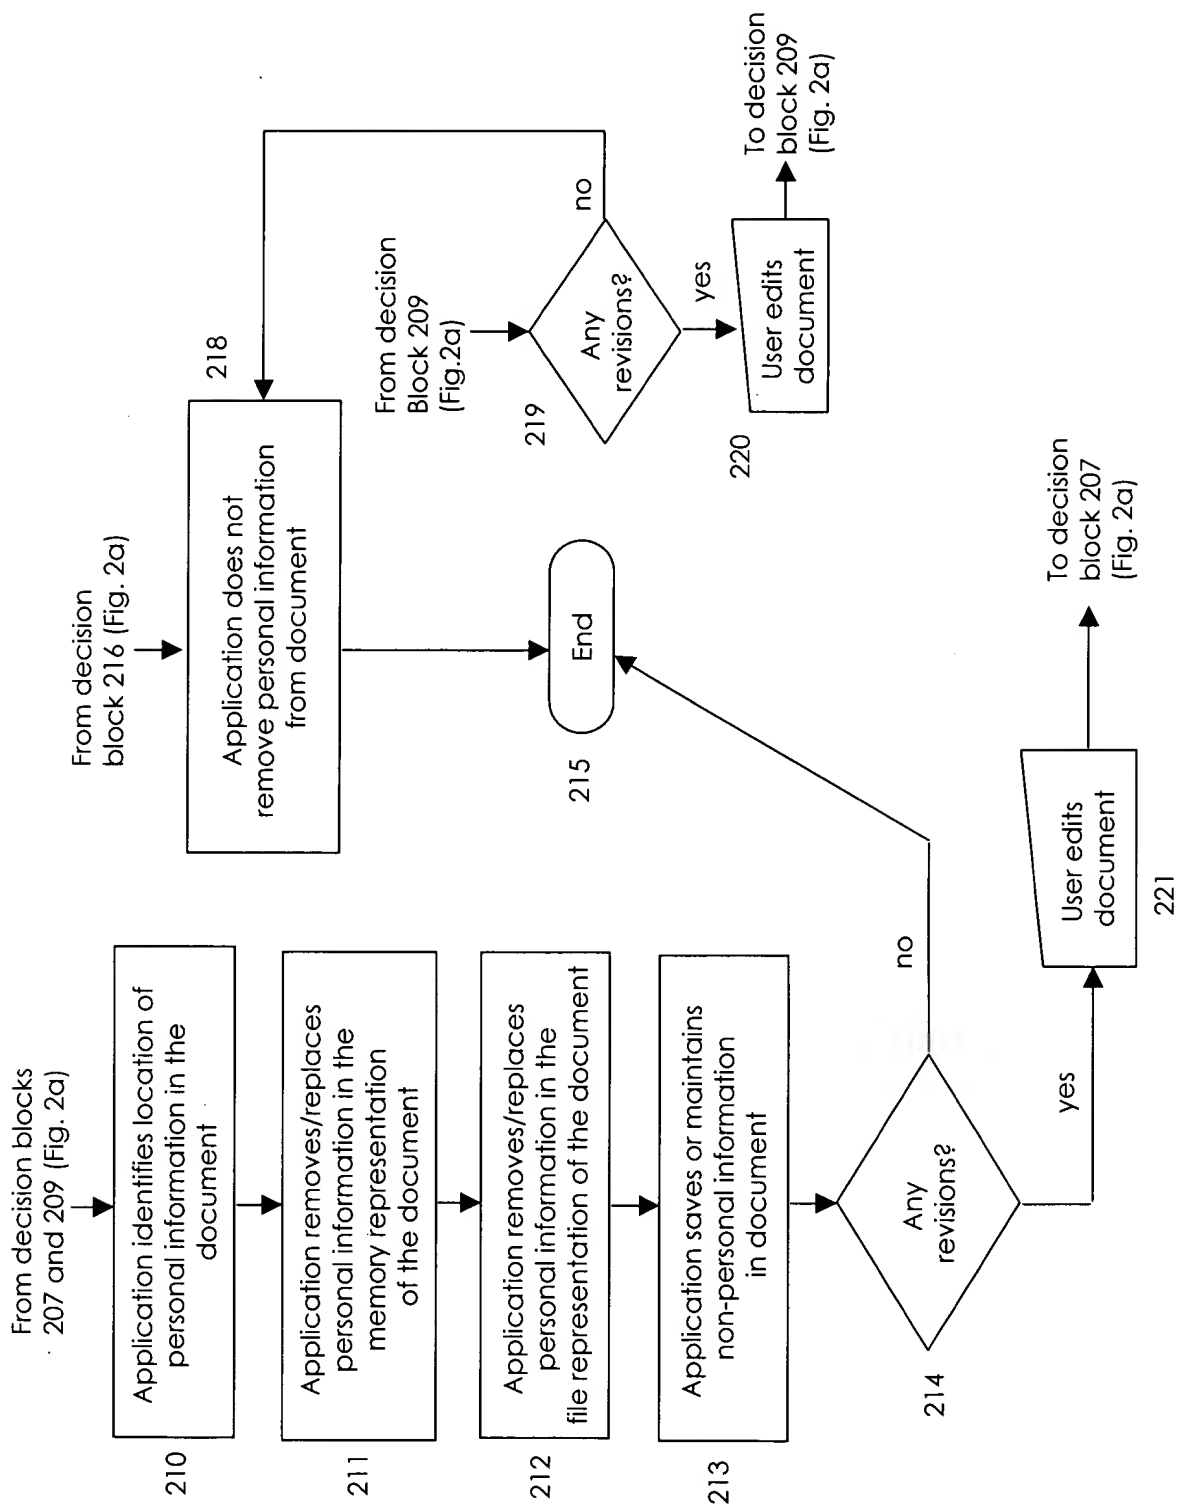 From decision blocks
207 and 209 (Fig. 2a)
210
Application identifies location of
personal information in the
document
211
Application removes/replaces
personal information in the
memory representation
of the document
212
Application removes/replaces
personal information in the
file representation of the document
213
Application saves or maintains
non-personal information
in document
214
Any
revisions?
no
yes
221
User edits
document
To decision
block 207
(Fig. 2a)
From decision
block 216 (Fig. 2a)
218
Application does not
remove personal information
from document
215
End
From decision
Block 209
(Fig.2a)
219
Any
revisions?
no
yes
220
User edits
document
To decision
block 209
(Fig. 2a)